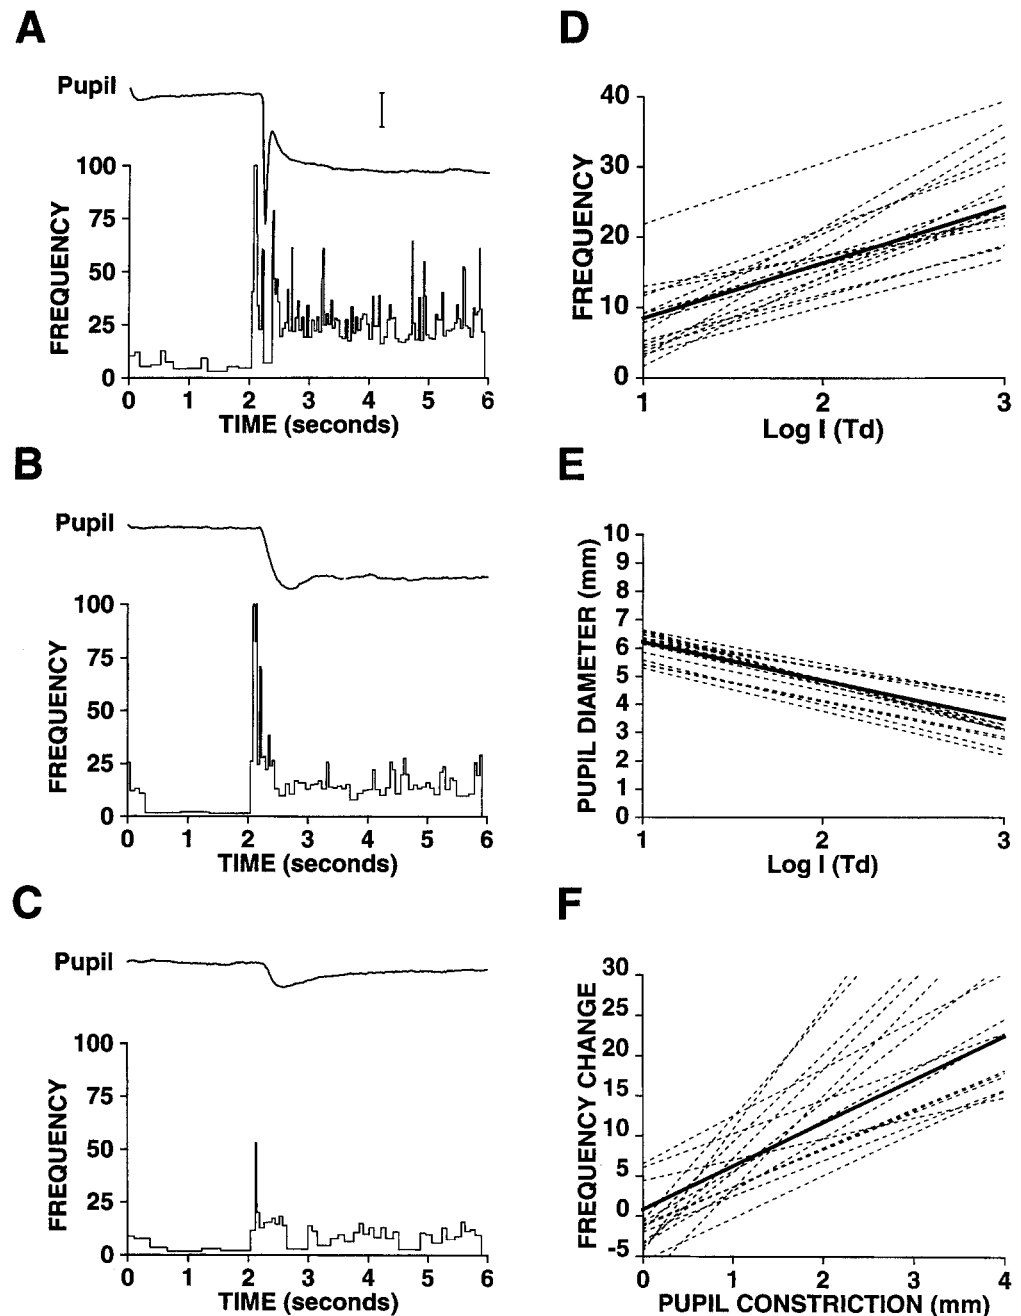 A
Pupil
100
75
50
25
0
FREQUENCY
0 1 2 3 4 5 6
TIME (seconds)
B
Pupil
100
75
50
25
0
FREQUENCY
0 1 2 3 4 5 6
TIME (seconds)
C
Pupil
100
75
50
25
0
FREQUENCY
0 1 2 3 4 5 6
TIME (seconds)
D
40
30
20
10
0
FREQUENCY
1 2 3
Log I (Td)
E
10
9
8
7
6
5
4
3
2
1
0
PUPIL DIAMETER (mm)
1 2 3
Log I (Td)
F
30
25
20
15
10
5
0
-5
FREQUENCY CHANGE
0 1 2 3 4
PUPIL CONSTRICTION (mm)